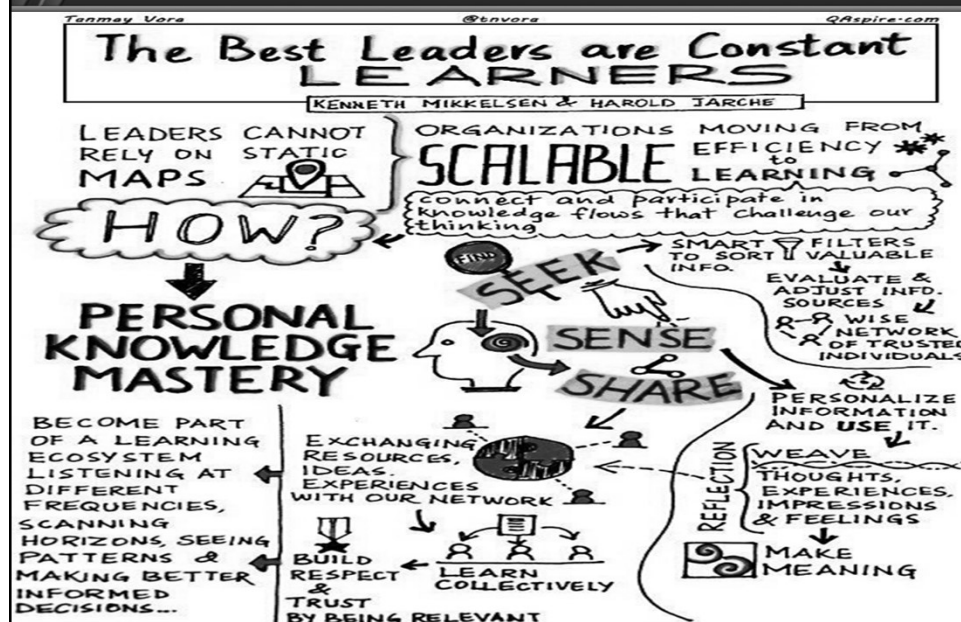 Tanmay Vora @tnvora QAspire.com
The Best Leaders are Constant
LEARNERS
KENNETH MIKKELSEN & HAROLD JARCHE
LEADERS CANNOT
RELY ON STATIC
MAPS
ORGANIZATIONS MOVING FROM
SCALABLE EFFICIENCY
to
LEARNING
connect and participate in
knowledge flows that challenge our
thinking
HOW?
PERSONAL
KNOWLEDGE
MASTERY
FIND
SEEK
SMART FILTERS
TO SORT VALUABLE
INFO.
EVALUATE &
ADJUST INFO.
SOURCES
WISE
NETWORK
OF TRUSTED
INDIVIDUALS
SENSE
PERSONALIZE
INFORMATION
AND USE IT.
WEAVE
THOUGHTS,
EXPERIENCES,
IMPRESSIONS
& FEELINGS
REFLECTION
MAKE
MEANING
SHARE
EXCHANGING
RESOURCES,
IDEAS.
EXPERIENCES
WITH OUR NETWORK
LEARN
COLLECTIVELY
BUILD
RESPECT
&
TRUST
BY BEING RELEVANT
BECOME PART
OF A LEARNING
ECOSYSTEM
LISTENING AT
DIFFERENT
FREQUENCIES,
SCANNING
HORIZONS, SEEING
PATTERNS &
MAKING BETTER
INFORMED
DECISIONS...